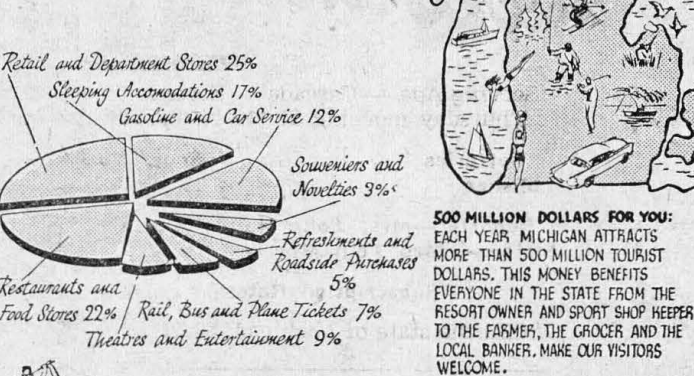 Retail and Department Stores 25%
Sleeping Accomodations 17%
Gasoline and Car Service 12%
Souveniers and
Novelties 3%
Refreshments and
Roadside Purchases
5%
Restaurants and
Food Stores 22%
Rail, Bus and Plane Tickets 7%
Theatres and Entertainment 9%
500 MILLION DOLLARS FOR YOU:
EACH YEAR MICHIGAN ATTRACTS
MORE THAN 500 MILLION TOURIST
DOLLARS. THIS MONEY BENEFITS
EVERYONE IN THE STATE FROM THE
RESORT OWNER AND SPORT SHOP KEEPER
TO THE FARMER, THE GROCER AND THE
LOCAL BANKER. MAKE OUR VISITORS
WELCOME.